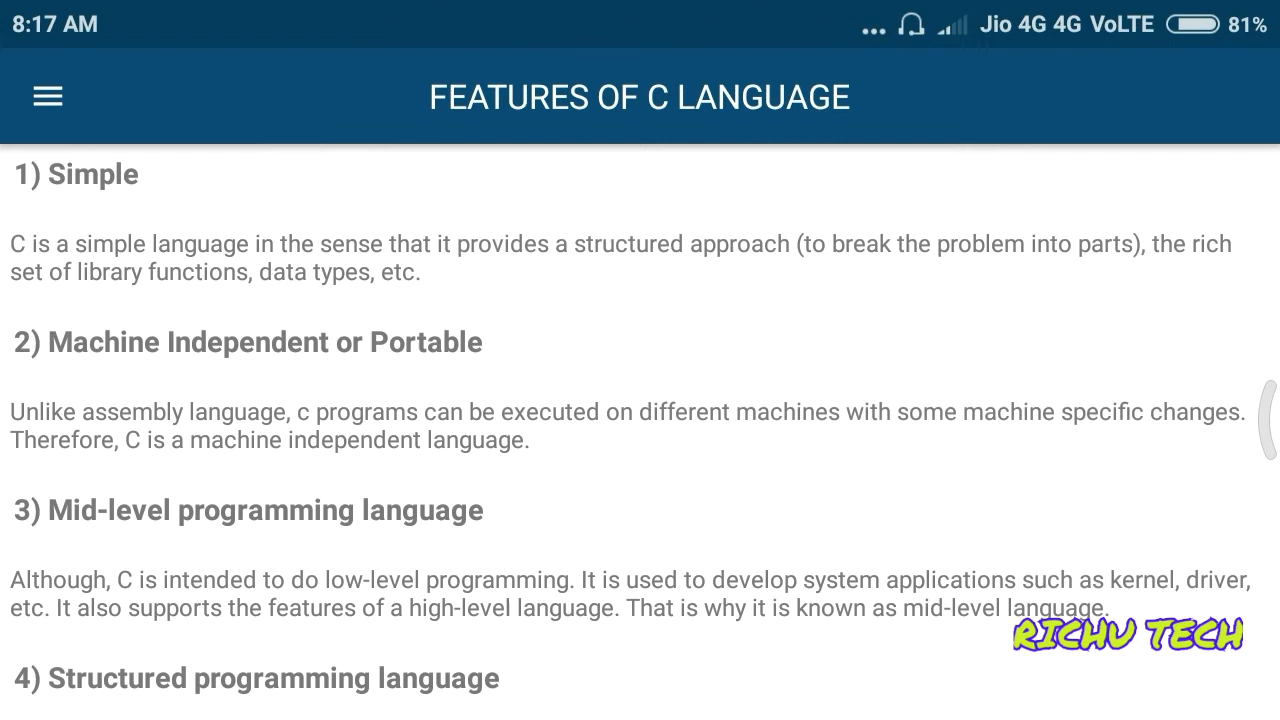 8:17 AM
... Jio 4G 4G VoLTE 81%
FEATURES OF C LANGUAGE
1) Simple
C is a simple language in the sense that it provides a structured approach (to break the problem into parts), the rich
set of library functions, data types, etc.
2) Machine Independent or Portable
Unlike assembly language, c programs can be executed on different machines with some machine specific changes.
Therefore, C is a machine independent language.
3) Mid-level programming language
Although, C is intended to do low-level programming. It is used to develop system applications such as kernel, driver,
etc. It also supports the features of a high-level language. That is why it is known as mid-level language.
RICHU TECH
4) Structured programming language